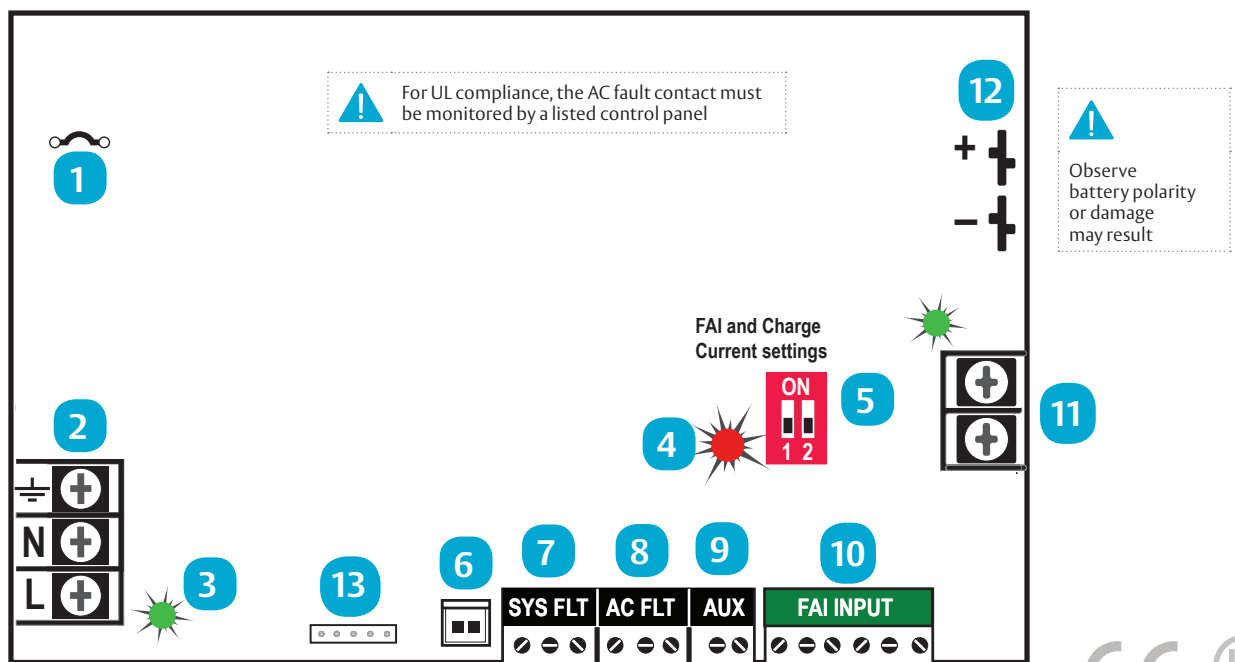 For UL compliance, the AC fault contact must
be monitored by a listed control panel
!
12
+
−
1
!
Observe
battery polarity
or damage
may result
FAI and Charge
Current settings
ON
1 2
5
4
11
2
N
L
3
13
6
7
8
9
10
SYS FLT
AC FLT
AUX
FAI INPUT